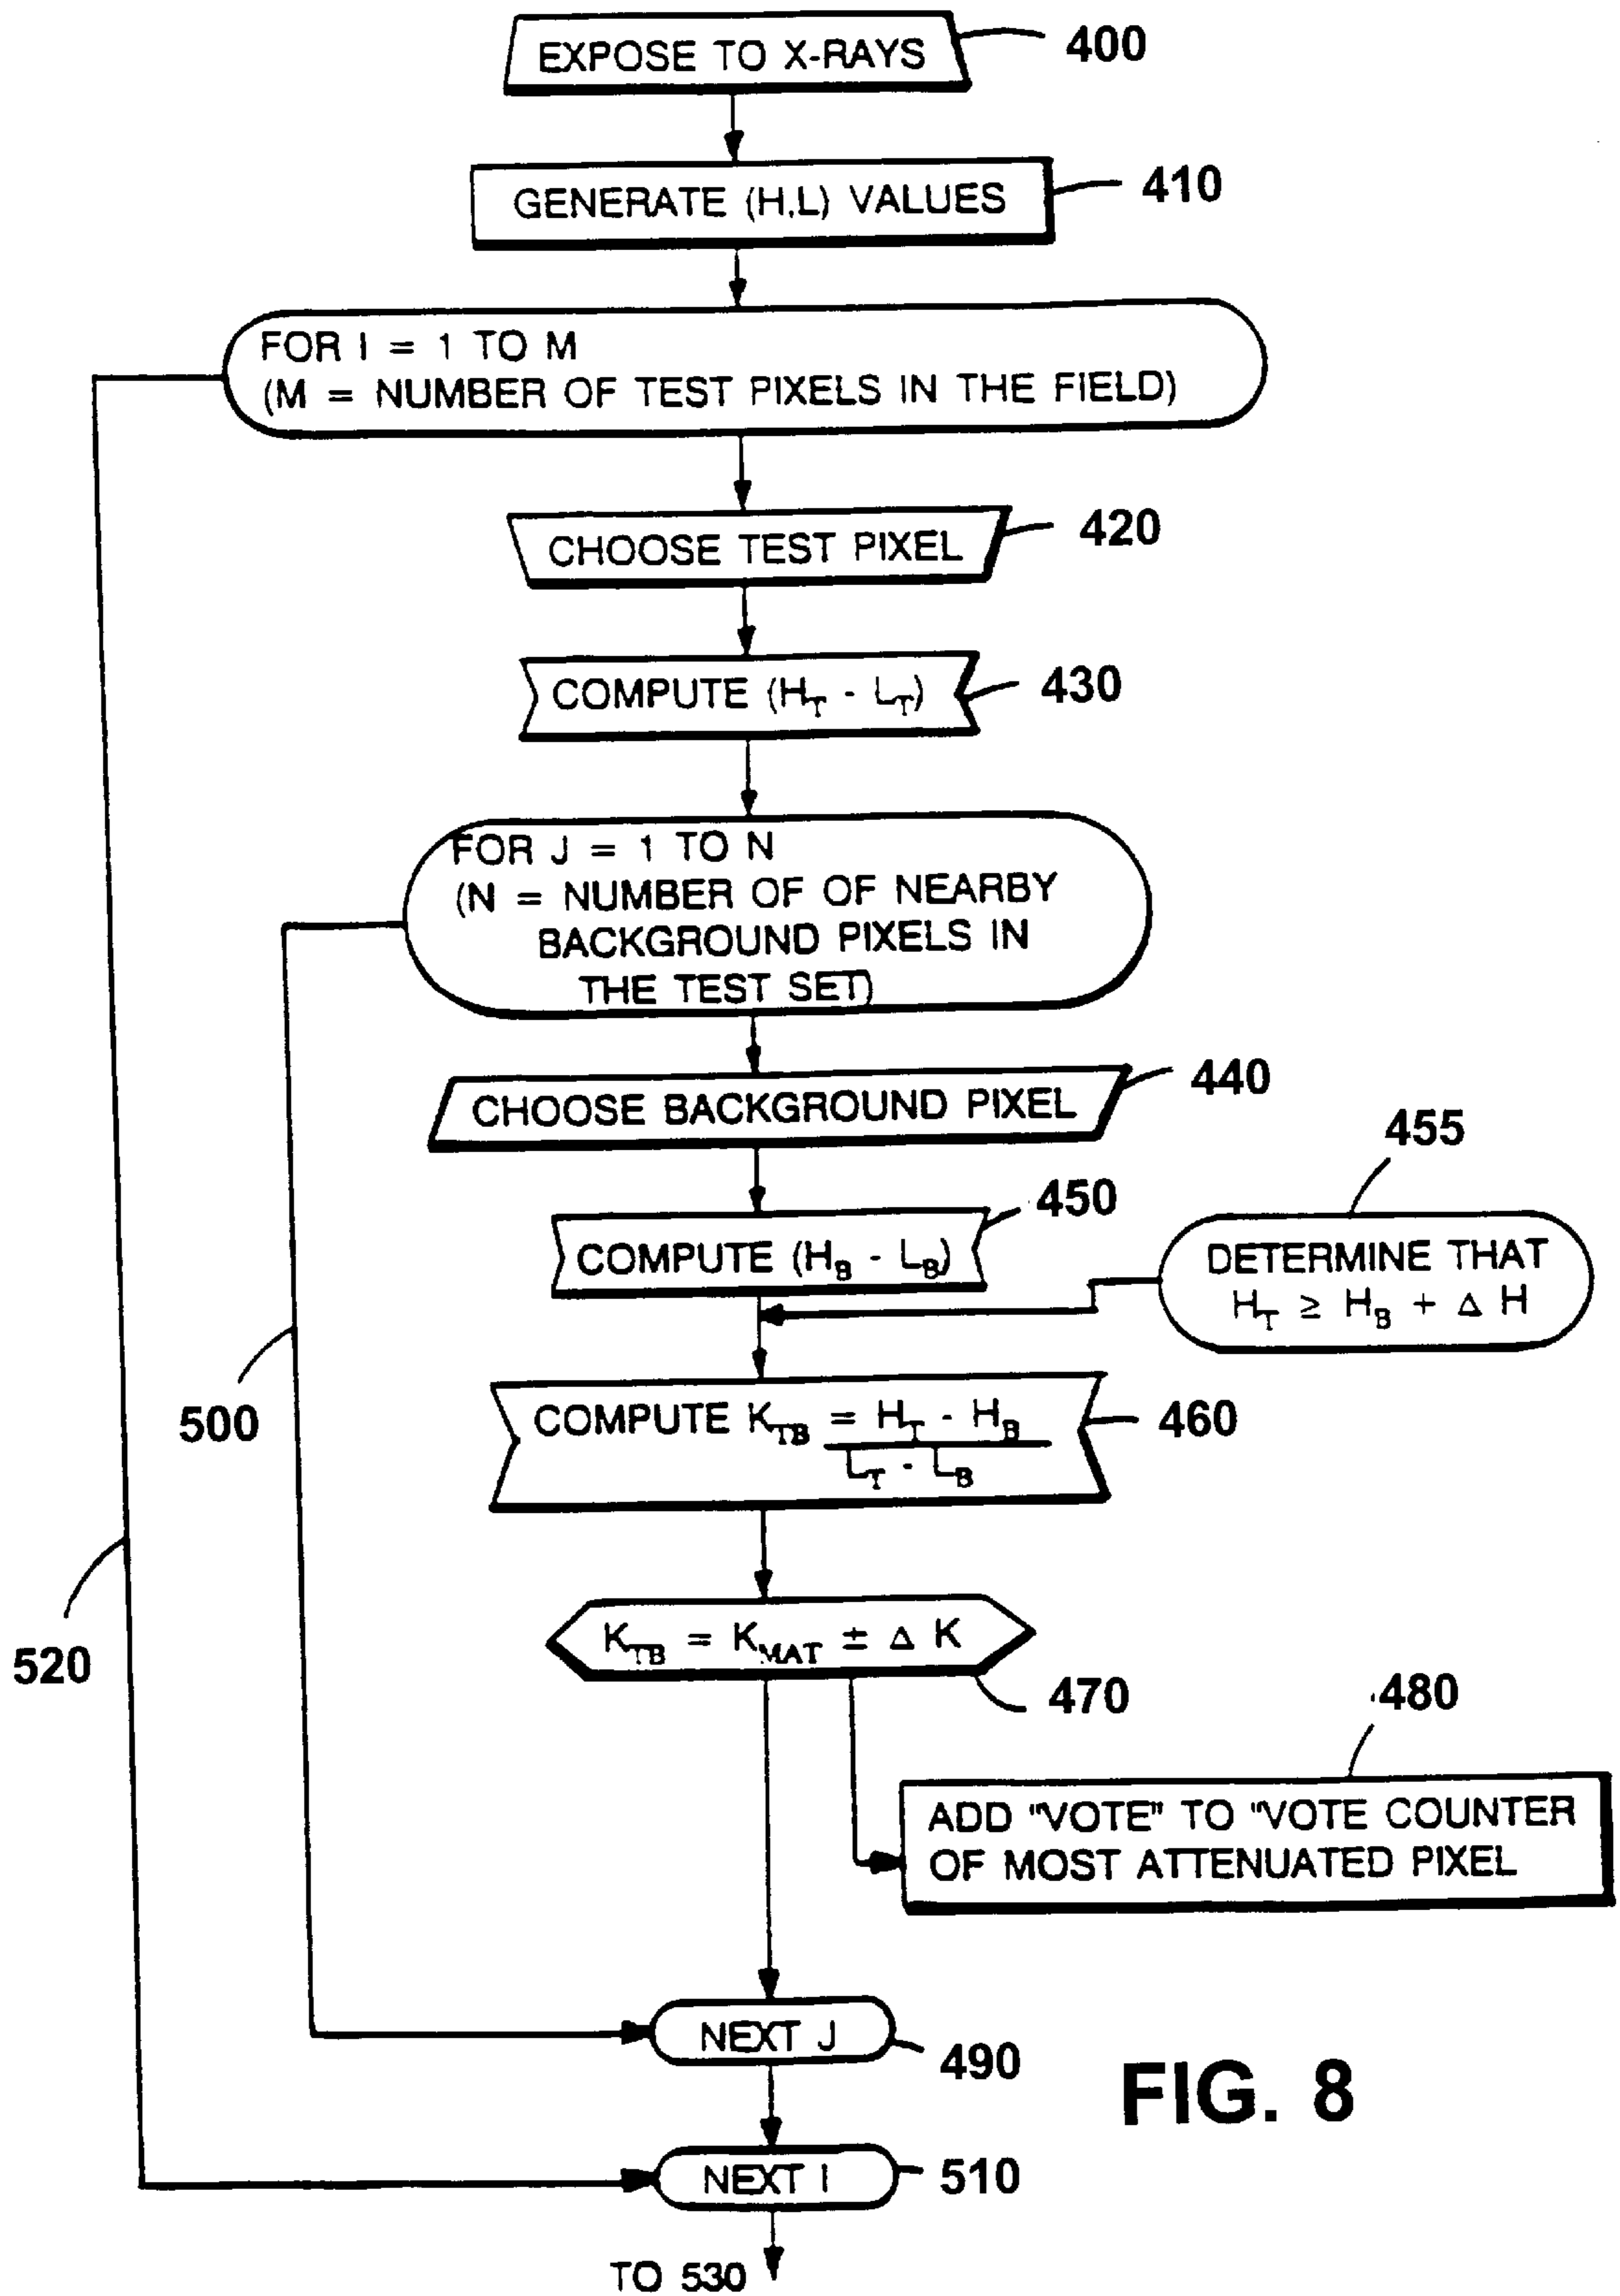 EXPOSE TO X-RAYS
400
GENERATE (H,L) VALUES
410
FOR I = 1 TO M
(M = NUMBER OF TEST PIXELS IN THE FIELD)
CHOOSE TEST PIXEL
420
COMPUTE (H_T - L_T)
430
FOR J = 1 TO N
(N = NUMBER OF OF NEARBY
BACKGROUND PIXELS IN
THE TEST SET)
CHOOSE BACKGROUND PIXEL
440
455
450
COMPUTE (H_B - L_B)
DETERMINE THAT
H_T ≥ H_B + Δ H
500
COMPUTE K_TB = H_T - H_B
L_T - L_B
460
520
K_TB = K_MAT ± Δ K
470
480
ADD "VOTE" TO "VOTE COUNTER
OF MOST ATTENUATED PIXEL
NEXT J
490
FIG. 8
NEXT I
510
TO 530